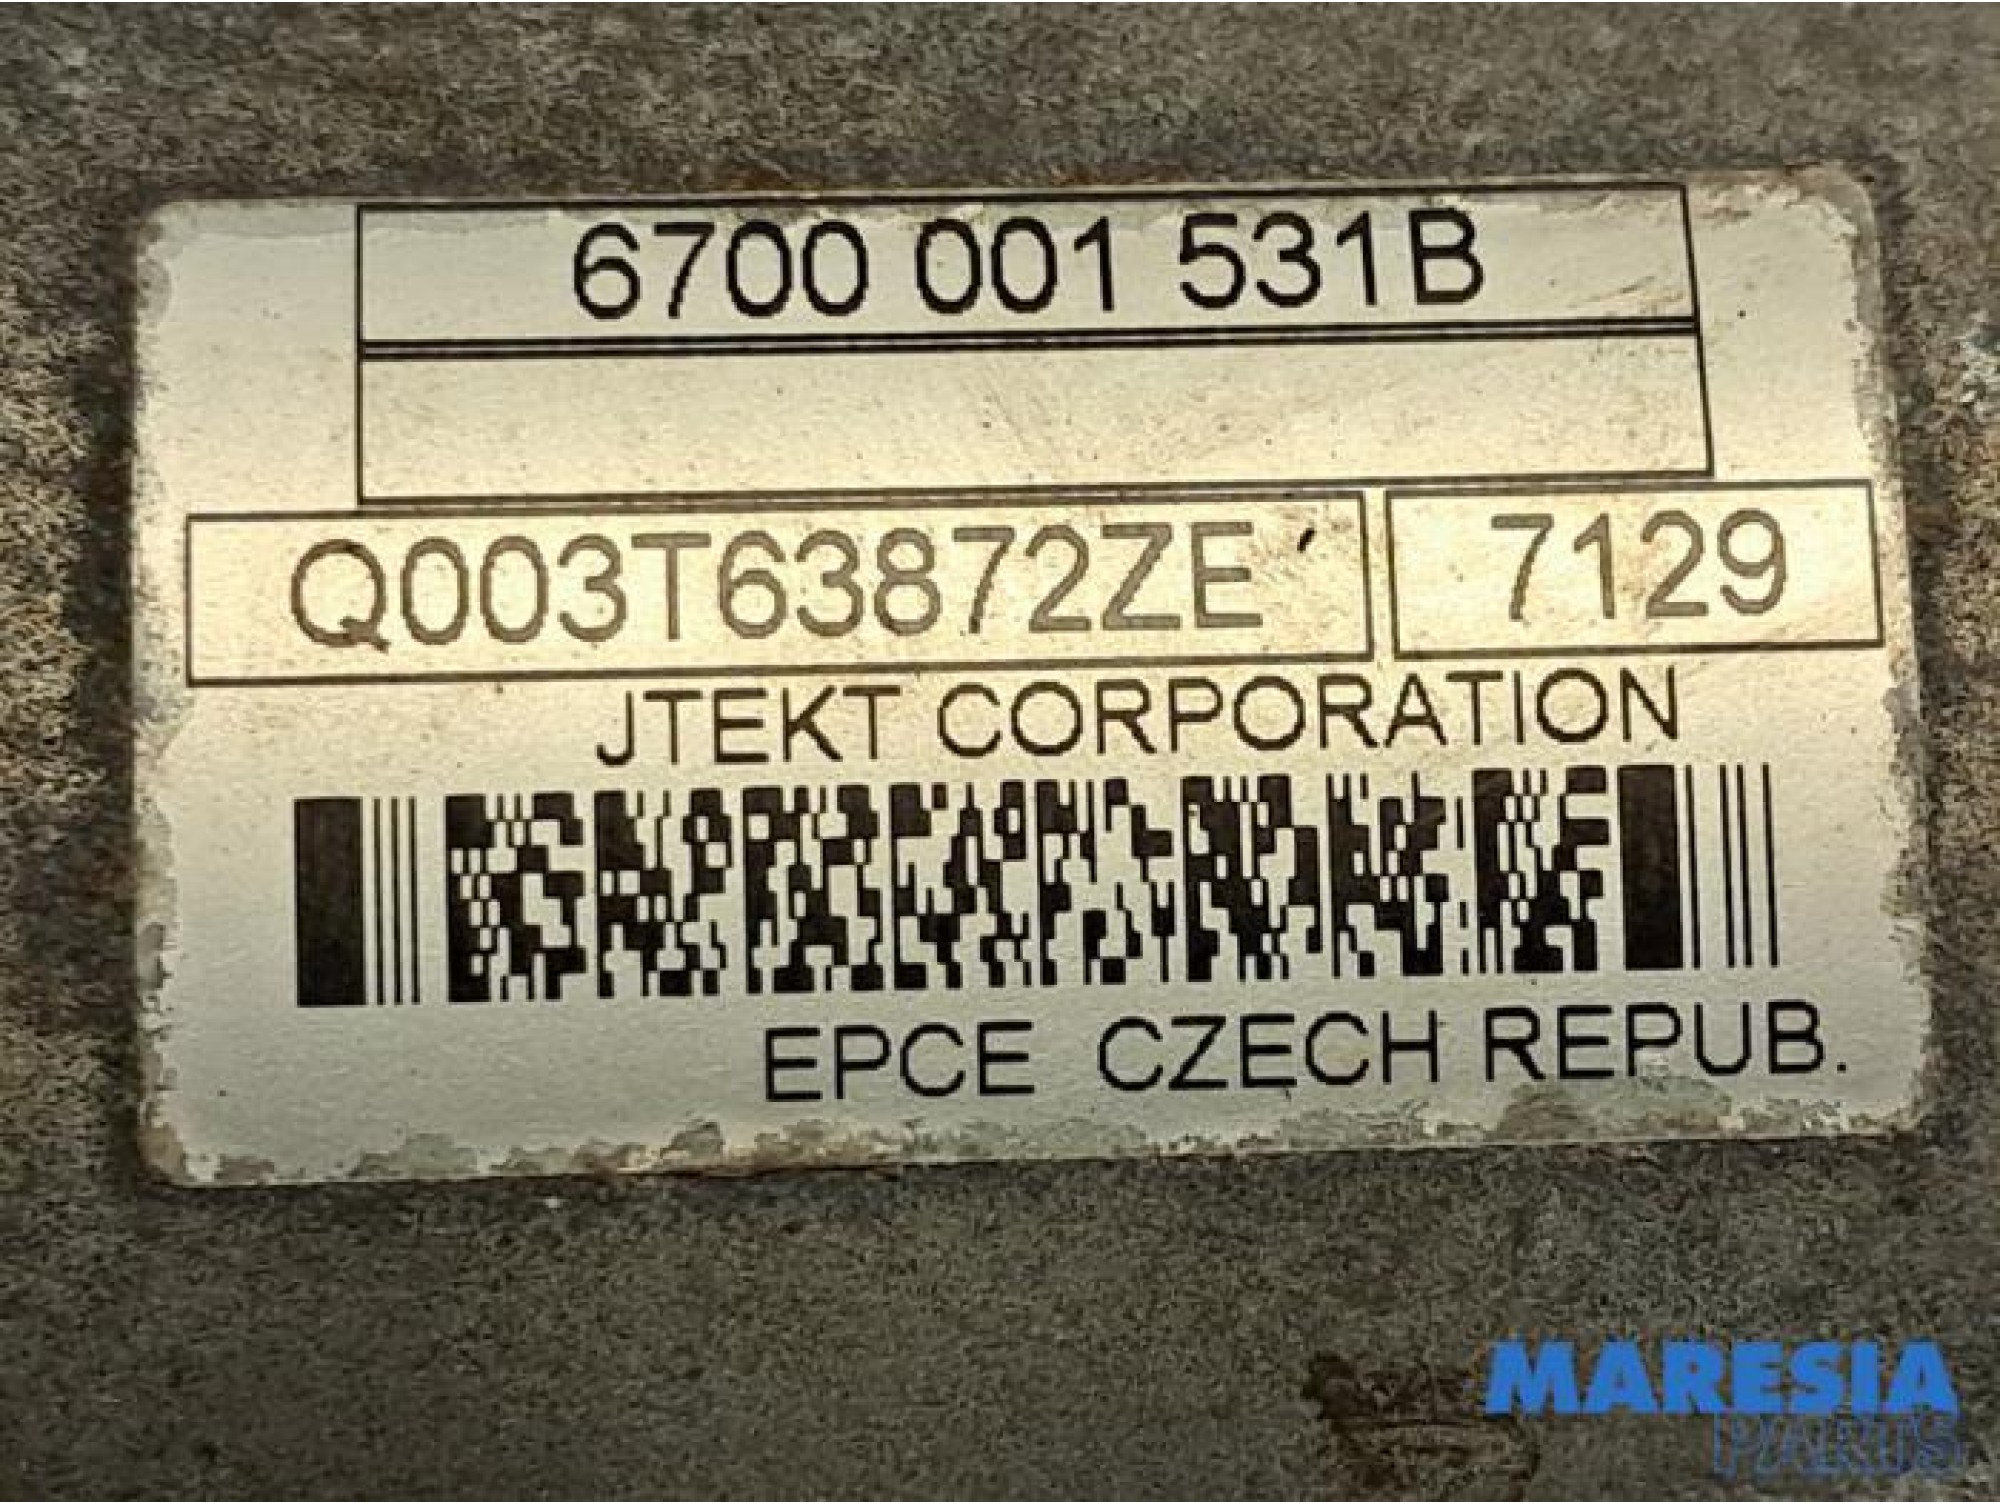 6700 001 531B
Q003T63872ZE 7129
JTEKT CORPORATION
EPCE CZECH REPUB.
MARESIA
PARTS